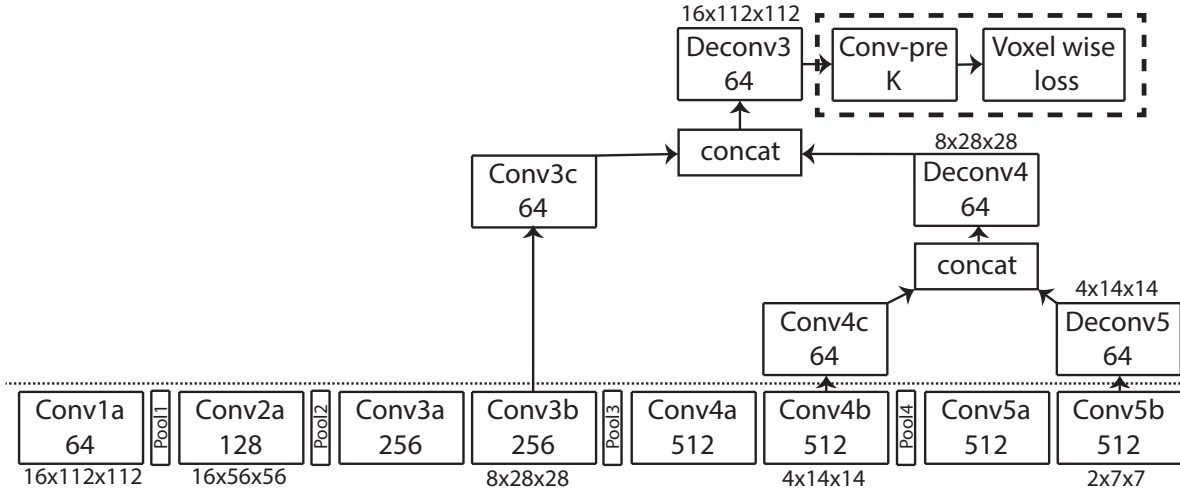 16x112x112
Deconv3
64
Conv-pre
K
Voxel wise
loss
concat
8x28x28
Conv3c
64
Deconv4
64
concat
4x14x14
Conv4c
64
Deconv5
64
Conv1a
64
Pool1
Conv2a
128
Pool2
Conv3a
256
Conv3b
256
Pool3
Conv4a
512
Conv4b
512
Pool4
Conv5a
512
Conv5b
512
16x112x112
16x56x56
8x28x28
4x14x14
2x7x7